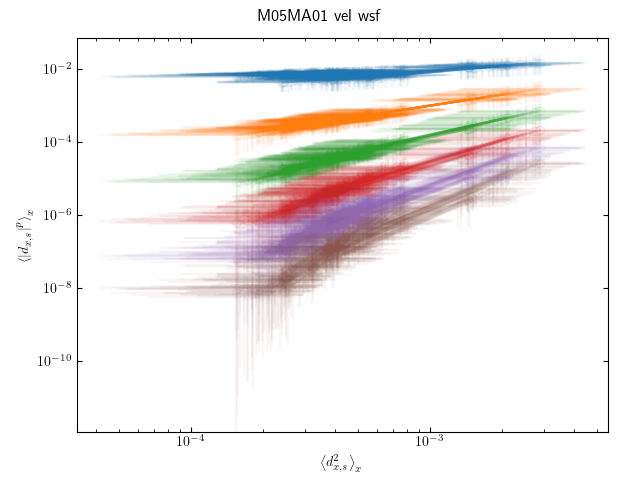 M05MA01 vel wsf
10⁻²
10⁻⁴
10⁻⁶
10⁻⁸
10⁻¹⁰
⟨|d_{x,s}|^p⟩_x
10⁻⁴ 10⁻³
⟨d²_{x,s}⟩_x